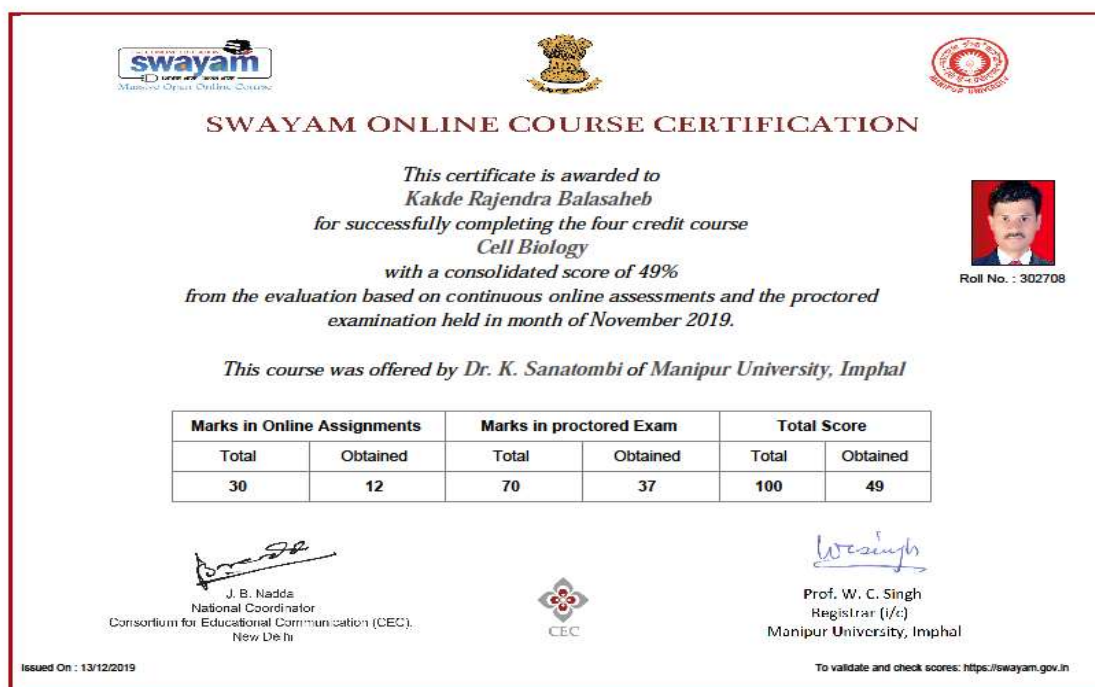 swayam
Massive Open Online Course
MANIPUR UNIVERSITY
SWAYAM ONLINE COURSE CERTIFICATION
This certificate is awarded to
Kakde Rajendra Balasaheb
for successfully completing the four credit course
Cell Biology
with a consolidated score of 49%
from the evaluation based on continuous online assessments and the proctored
examination held in month of November 2019.
Roll No. : 302708
This course was offered by Dr. K. Sanatombi of Manipur University, Imphal
Marks in Online Assignments Marks in proctored Exam Total Score
Total Obtained Total Obtained Total Obtained
30 12 70 37 100 49
J. B. Nadda
National Coordinator
Consortium for Educational Communication (CEC).
New Delhi
CEC
Wcsingh
Prof. W. C. Singh
Registrar (i/c)
Manipur University, Imphal
Issued On : 13/12/2019
To validate and check scores: https://swayam.gov.in